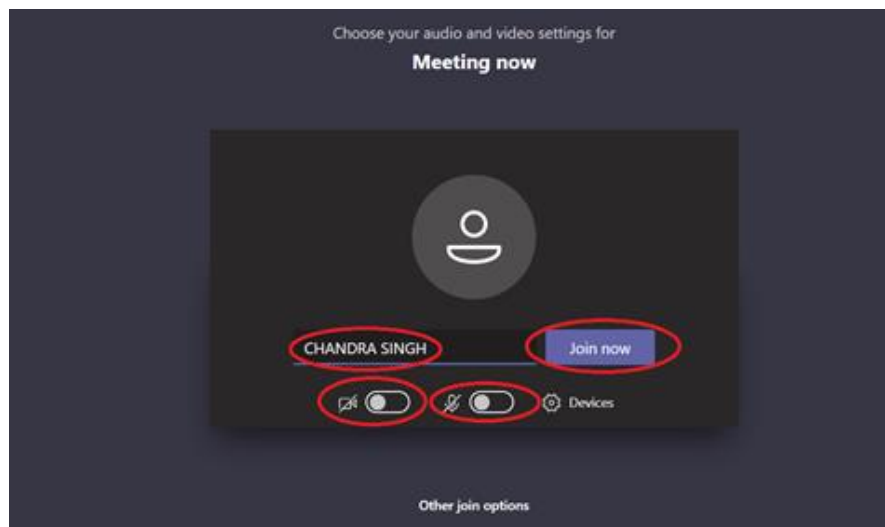 Choose your audio and video settings for
Meeting now
CHANDRA SINGH
Join now
Devices
Other join options